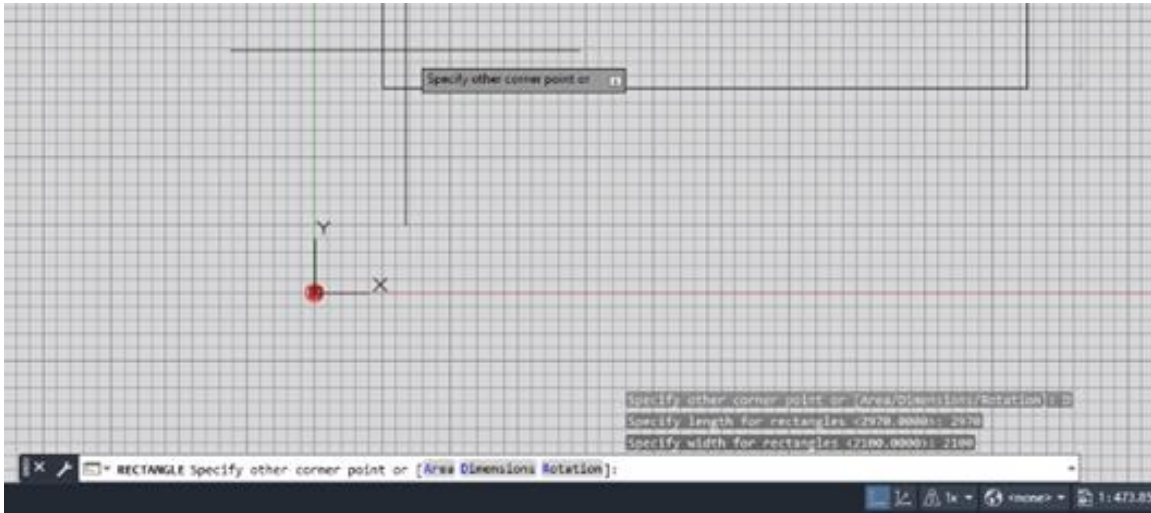 Specify other corner point or
Y
X
Specify other corner point or [Area/Dimensions/Rotation]: D
Specify length for rectangles <2970.0000>: 2970
Specify width for rectangles <2100.0000>: 2100
RECTANGLE Specify other corner point or [Area Dimensions Rotation]:
1x <none> 1:473.85